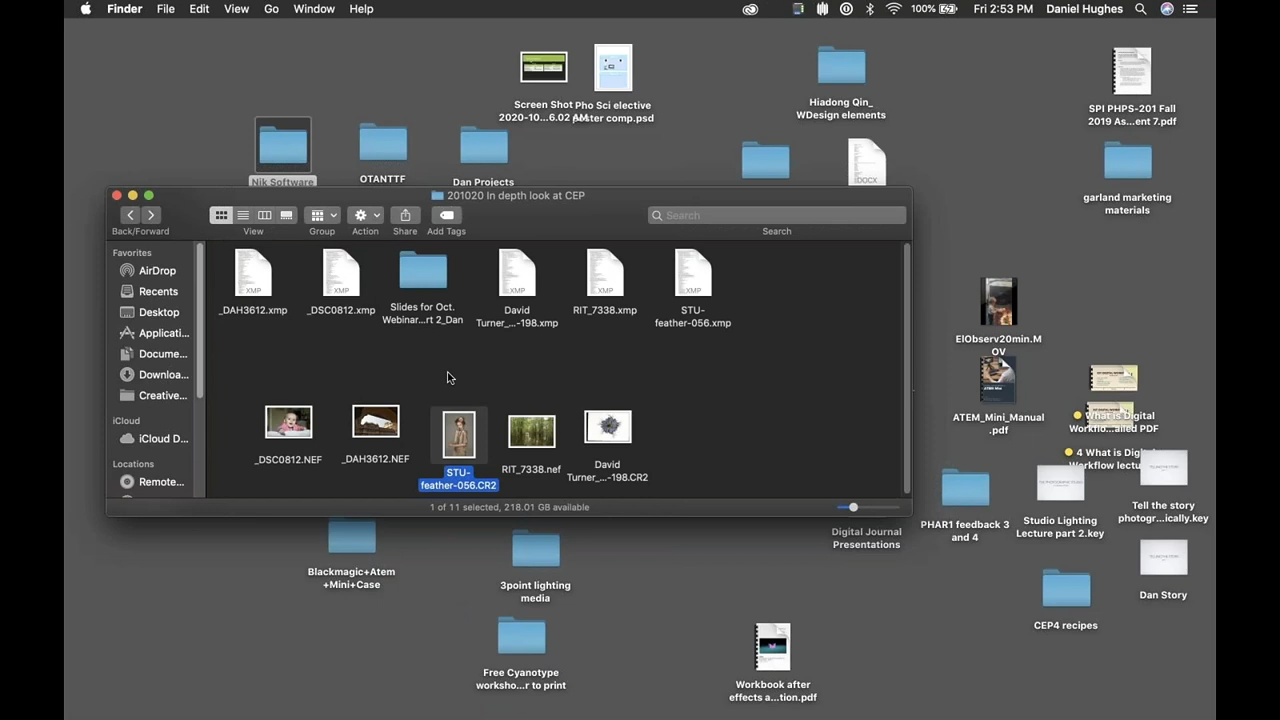 Finder File Edit View Go Window Help 100% Fri 2:53 PM Daniel Hughes
Screen Shot
2020-10...6.02 AM
Pho Sci elective
poster comp.psd
Hiadong Qin_
WDesign elements
SPI PHPS-201 Fall
2019 As...ent 7.pdf
Nik Software
OTANTTF
Dan Projects
DOCX
garland marketing
materials
201020 In depth look at CEP
Search
Back/Forward View Group Action Share Add Tags Search
Favorites
AirDrop
Recents
Desktop
Applicati...
Docume...
Downloa...
Creative...
iCloud
iCloud D...
Locations
Remote...
XMP
_DAH3612.xmp
XMP
_DSC0812.xmp
Slides for Oct.
Webinar...rt 2_Dan
XMP
David
Turner_...-198.xmp
XMP
RIT_7338.xmp
XMP
STU-
feather-056.xmp
_DSC0812.NEF
_DAH3612.NEF
STU-
feather-056.CR2
RIT_7338.nef
David
Turner_...-198.CR2
1 of 11 selected, 218.01 GB available
ElObserv20min.M
OV
ATEM_Mini_Manual
.pdf
What is Digital
Workflo...ailed PDF
4 What is Digital
Workflow lectu
Digital Journal
Presentations
PHAR1 feedback 3
and 4
Studio Lighting
Lecture part 2.key
Tell the story
photogr...ically.key
Blackmagic+Atem
+Mini+Case
3point lighting
media
Dan Story
CEP4 recipes
Free Cyanotype
worksho...r to print
Workbook after
effects a...tion.pdf